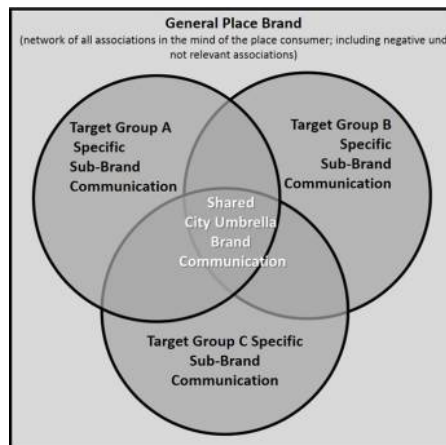 General Place Brand
(network of all associations in the mind of the place consumer; including negative und
not relevant associations)
Target Group A
Specific
Sub-Brand
Communication
Target Group B
Specific
Sub-Brand
Communication
Shared
City Umbrella
Brand
Communication
Target Group C Specific
Sub-Brand
Communication